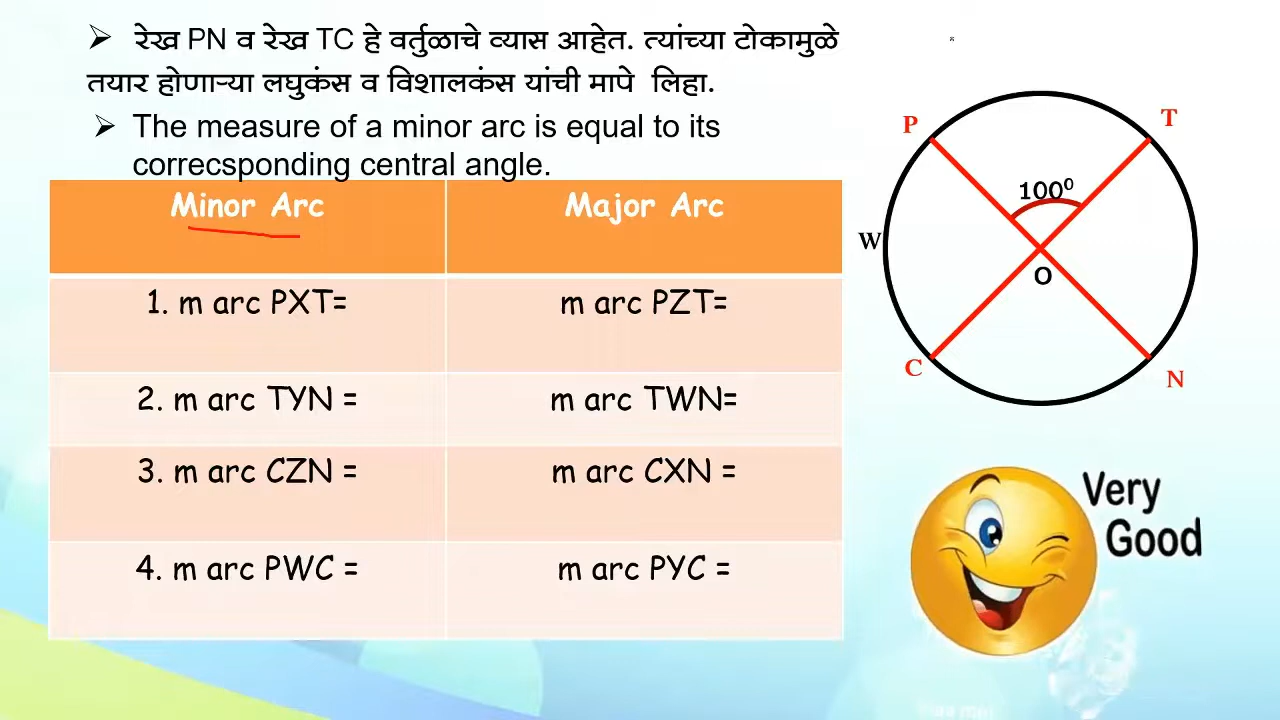 ➢ रेख PN व रेख TC हे वर्तुळाचे व्यास आहेत. त्यांच्या टोकामुळे
तयार होणाऱ्या लघुकंस व विशालकंस यांची मापे लिहा.
➢ The measure of a minor arc is equal to its
correcsponding central angle.
Minor Arc Major Arc
1. m arc PXT= m arc PZT=
2. m arc TYN = m arc TWN=
3. m arc CZN = m arc CXN =
4. m arc PWC = m arc PYC =
P T
100⁰
W
O
C N
Very
Good